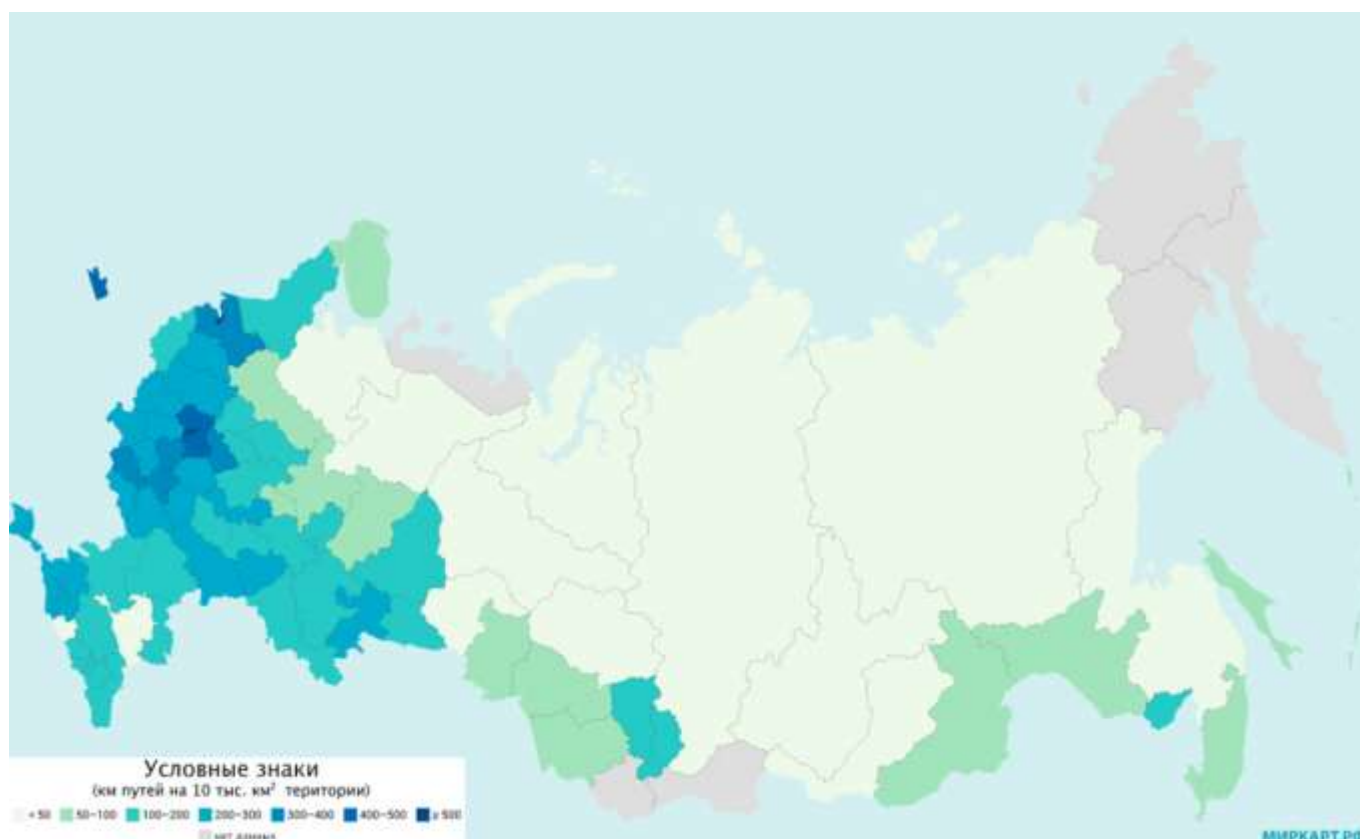 Условные знаки
(км путей на 10 тыс. км² територии)
< 50 50-100 100-200 200-300 300-400 400-500 ≥ 500
нет данных
МИРКАРТ.РФ